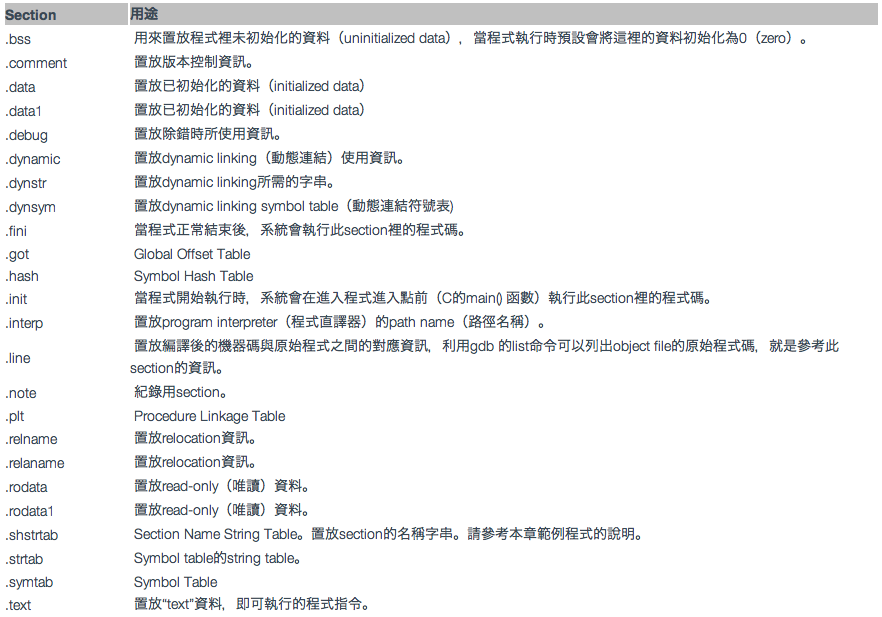 Section 用途
.bss 用來置放程式裡未初始化的資料（uninitialized data），當程式執行時預設會將這裡的資料初始化為0（zero）。
.comment 置放版本控制資訊。
.data 置放已初始化的資料（initialized data）
.data1 置放已初始化的資料（initialized data）
.debug 置放除錯時所使用資訊。
.dynamic 置放dynamic linking（動態連結）使用資訊。
.dynstr 置放dynamic linking所需的字串。
.dynsym 置放dynamic linking symbol table（動態連結符號表)
.fini 當程式正常結束後，系統會執行此section裡的程式碼。
.got Global Offset Table
.hash Symbol Hash Table
.init 當程式開始執行時，系統會在進入程式進入點前（C的main() 函數）執行此section裡的程式碼。
.interp 置放program interpreter（程式直譯器）的path name（路徑名稱）。
.line 置放編譯後的機器碼與原始程式之間的對應資訊，利用gdb 的list命令可以列出object file的原始程式碼，就是參考此
section的資訊。
.note 紀錄用section。
.plt Procedure Linkage Table
.relname 置放relocation資訊。
.relaname 置放relocation資訊。
.rodata 置放read-only（唯讀）資料。
.rodata1 置放read-only（唯讀）資料。
.shstrtab Section Name String Table。置放section的名稱字串。請參考本章範例程式的說明。
.strtab Symbol table的string table。
.symtab Symbol Table
.text 置放“text”資料，即可執行的程式指令。